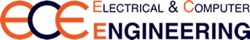 ece ELECTRICAL & COMPUTER
ENGINEERING